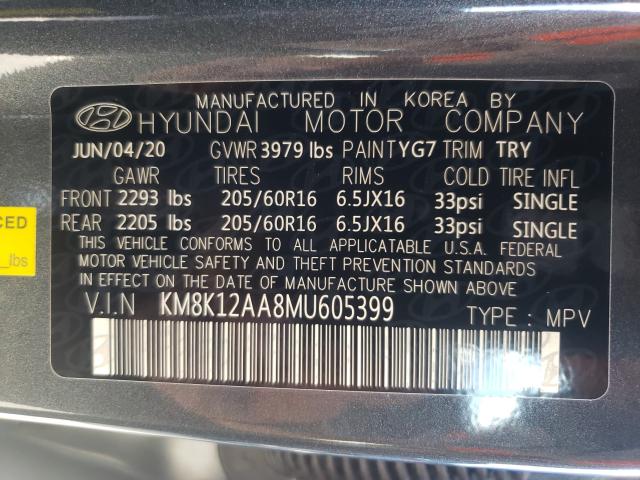 MANUFACTURED IN KOREA BY
HYUNDAI MOTOR COMPANY
JUN/04/20 GVWR 3979 lbs PAINT YG7 TRIM TRY
GAWR TIRES RIMS COLD TIRE INFL
FRONT 2293 lbs 205/60R16 6.5JX16 33psi SINGLE
REAR 2205 lbs 205/60R16 6.5JX16 33psi SINGLE
THIS VEHICLE CONFORMS TO ALL APPLICABLE U.S.A. FEDERAL
MOTOR VEHICLE SAFETY AND THEFT PREVENTION STANDARDS
IN EFFECT ON THE DATE OF MANUFACTURE SHOWN ABOVE.
V.I.N KM8K12AA8MU605399 TYPE : MPV
CED
lbs